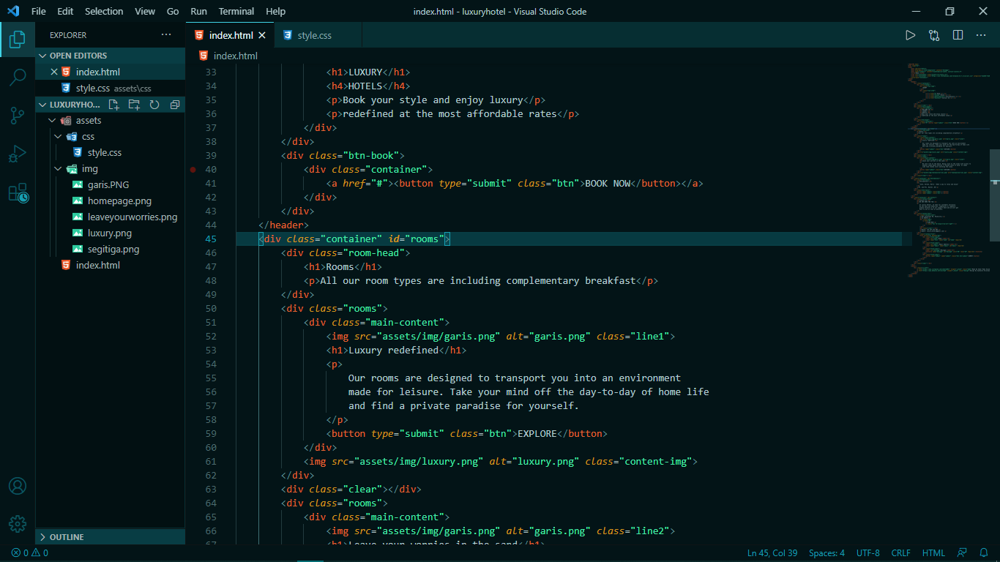 File Edit Selection View Go Run Terminal Help
index.html - luxuryhotel - Visual Studio Code
EXPLORER
index.html
style.css
OPEN EDITORS
index.html
index.html
style.css assets\css
LUXURYHO...
assets
css
style.css
img
garis.PNG
homepage.png
leaveyourworries.png
luxury.png
segitiga.png
index.html
OUTLINE
33 <h1>LUXURY</h1>
34 <h4>HOTELS</h4>
35 <p>Book your style and enjoy luxury</p>
36 <p>redefined at the most affordable rates</p>
37 </div>
38 </div>
39 <div class="btn-book">
40 <div class="container">
41 <a href="#"><button type="submit" class="btn">BOOK NOW</button></a>
42 </div>
43 </div>
44 </header>
45 <div class="container" id="rooms">
46 <div class="room-head">
47 <h1>Rooms</h1>
48 <p>All our room types are including complementary breakfast</p>
49 </div>
50 <div class="rooms">
51 <div class="main-content">
52 <img src="assets/img/garis.png" alt="garis.png" class="line1">
53 <h1>Luxury redefined</h1>
54 <p>
55 Our rooms are designed to transport you into an environment
56 made for leisure. Take your mind off the day-to-day of home life
57 and find a private paradise for yourself.
58 </p>
59 <button type="submit" class="btn">EXPLORE</button>
60 </div>
61 <img src="assets/img/luxury.png" alt="luxury.png" class="content-img">
62 </div>
63 <div class="clear"></div>
64 <div class="rooms">
65 <div class="main-content">
66 <img src="assets/img/garis.png" alt="garis.png" class="line2">
67 <h1>Leave your worries in the sand</h1>
0 0
Ln 45, Col 39 Spaces: 4 UTF-8 CRLF HTML